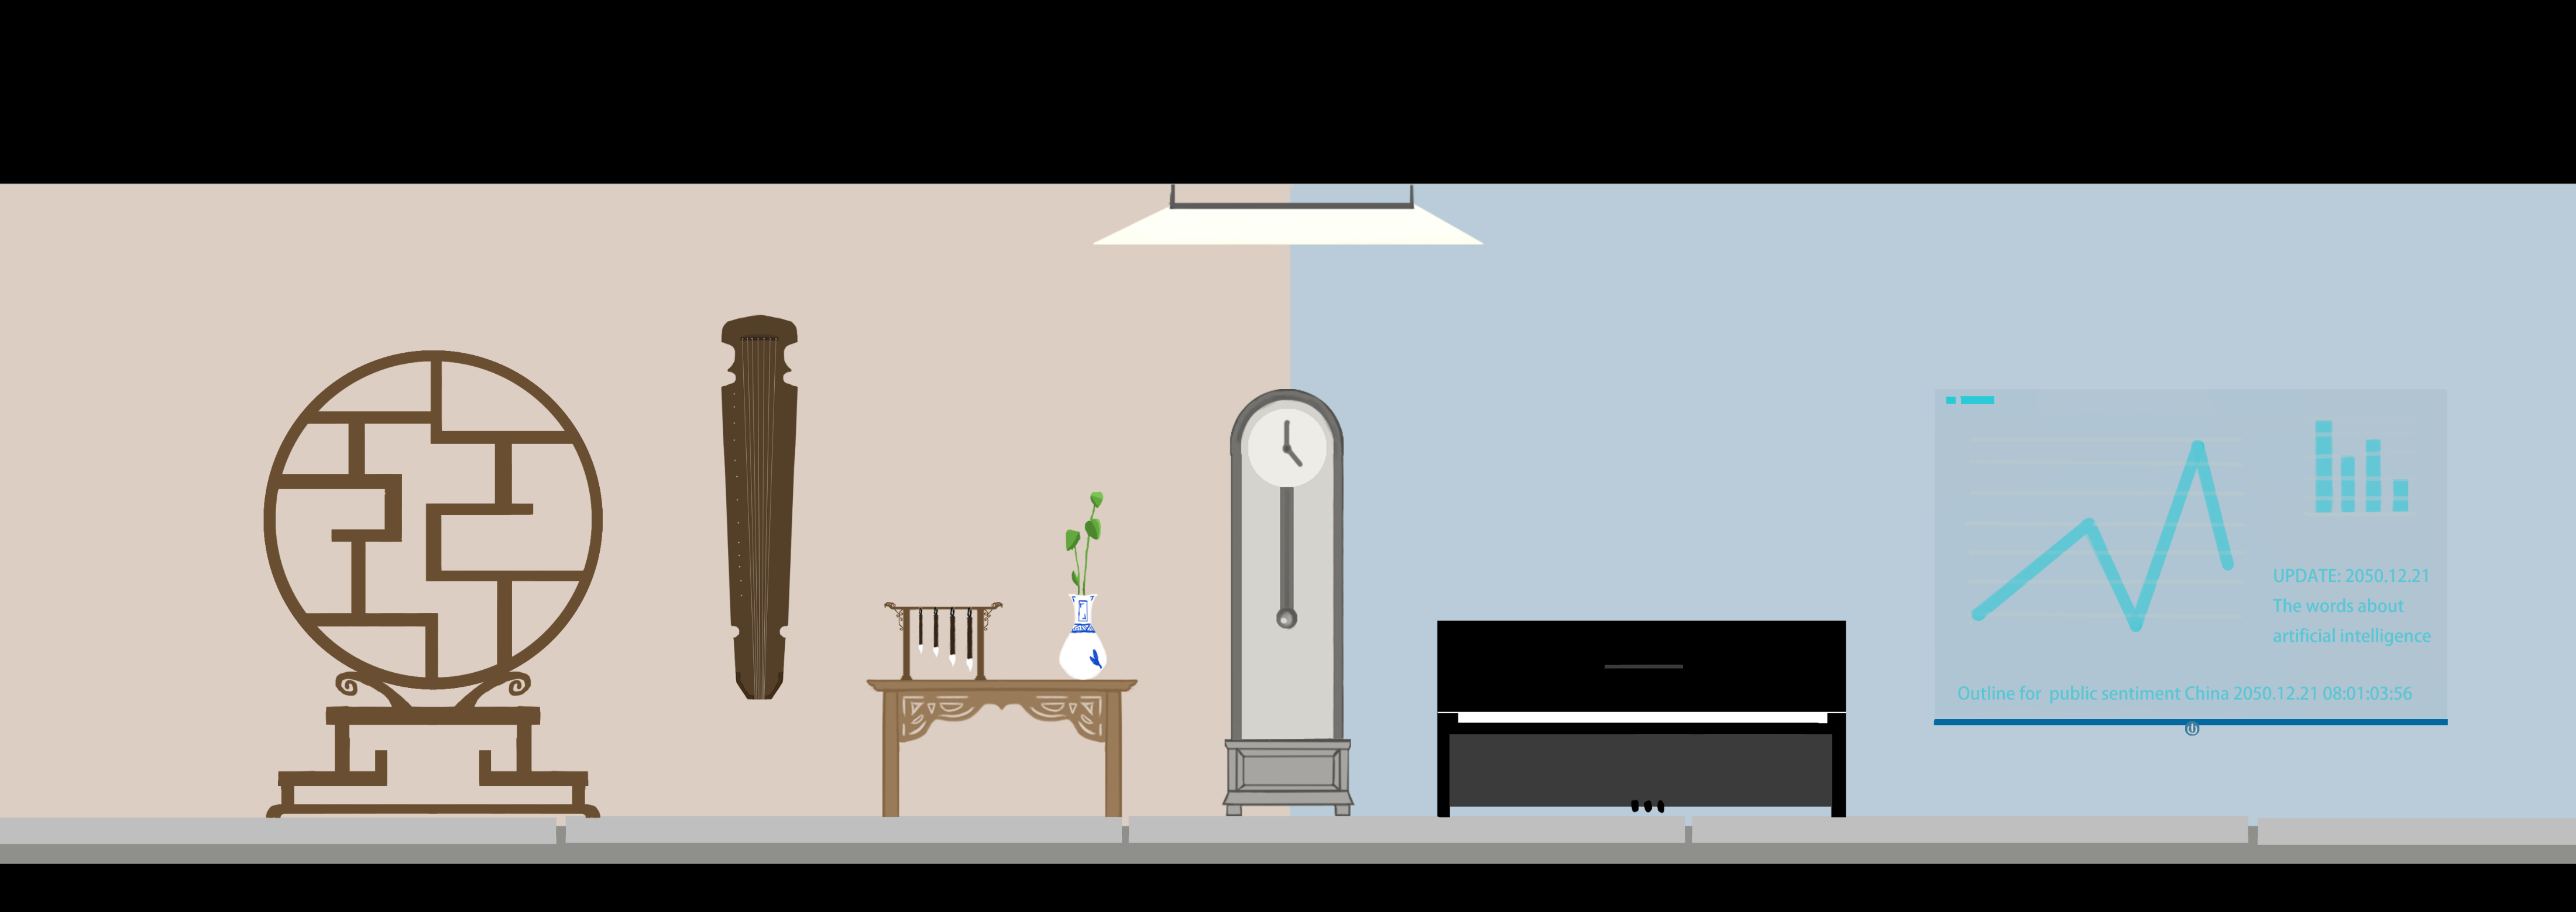 UPDATE: 2050.12.21
The words about
artificial intelligence
Outline for public sentiment China 2050.12.21 08:01:03:56